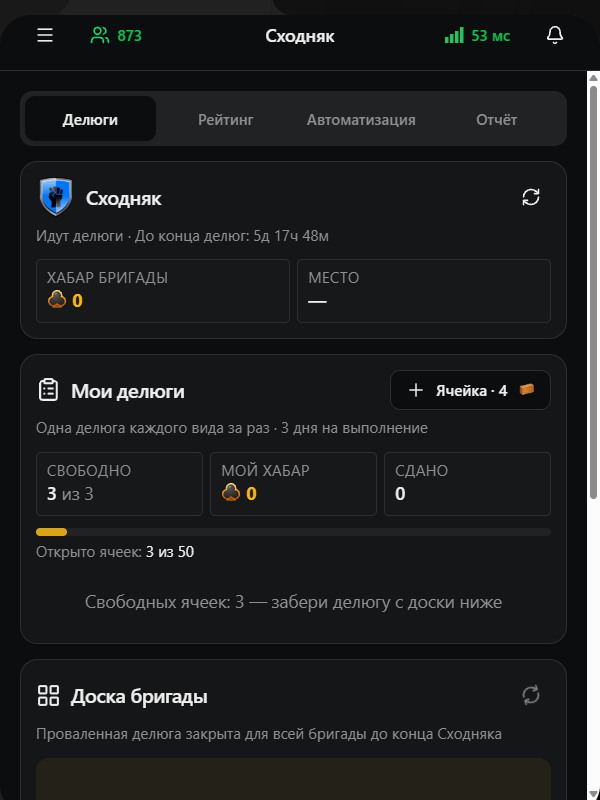 873
Сходняк
53 мс
Делюги
Рейтинг
Автоматизация
Отчёт
Сходняк
Идут делюги · До конца делюг: 5д 17ч 48м
ХАБАР БРИГАДЫ
0
МЕСТО
—
Мои делюги
Ячейка · 4
Одна делюга каждого вида за раз · 3 дня на выполнение
СВОБОДНО
3 из 3
МОЙ ХАБАР
0
СДАНО
0
Открыто ячеек: 3 из 50
Свободных ячеек: 3 — забери делюгу с доски ниже
Доска бригады
Проваленная делюга закрыта для всей бригады до конца Сходняка